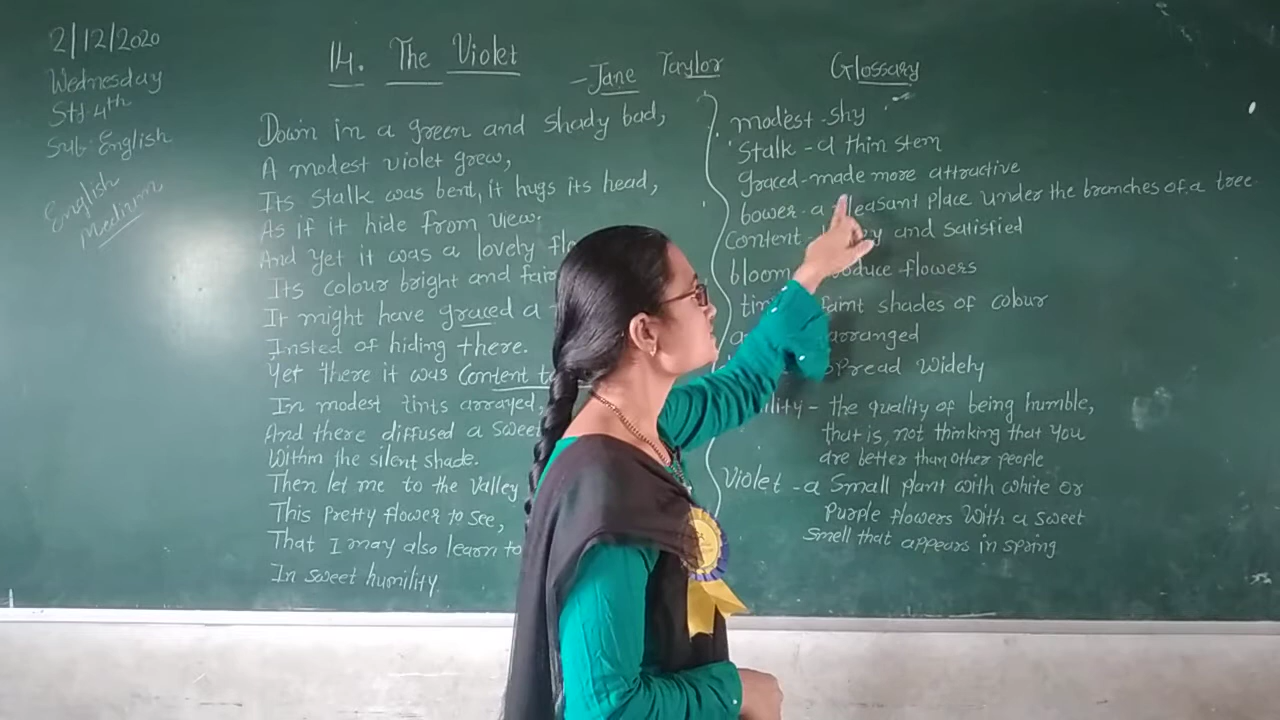 2/12/2020
Wednesday
Std. 4th
Sub: English
English
Medium
14. The Violet
- Jane Taylor
Down in a green and shady bad,
A modest violet grew,
Its stalk was bent, it hugs its head,
As if it hide from view.
And yet it was a lovely
Its colour bright and fair
It might have graced a
Insted of hiding there.
Yet there it was Content
In modest tints arrayed,
And there diffused a sweet
Within the silent shade.
Then let me to the valley
This pretty flower to see,
That I may also learn to
In sweet humility
Glossary
modest - shy
Stalk - a thin stem
graced - made more attractive
bower - a pleasant place under the branches of a tree
Content - and satisfied
bloom produce flowers
faint shades of colour
arranged
spread widely
- the quality of being humble,
that is, not thinking that you
are better than other people
Violet - a small plant with white or
purple flowers with a sweet
smell that appears in spring